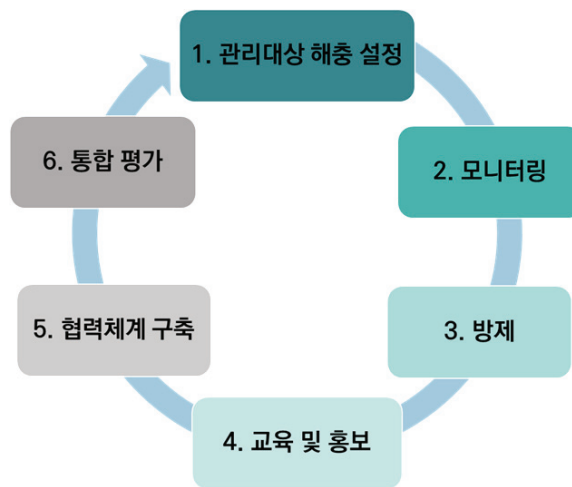 1. 관리대상 해충 설정
2. 모니터링
3. 방제
4. 교육 및 홍보
5. 협력체계 구축
6. 통합 평가